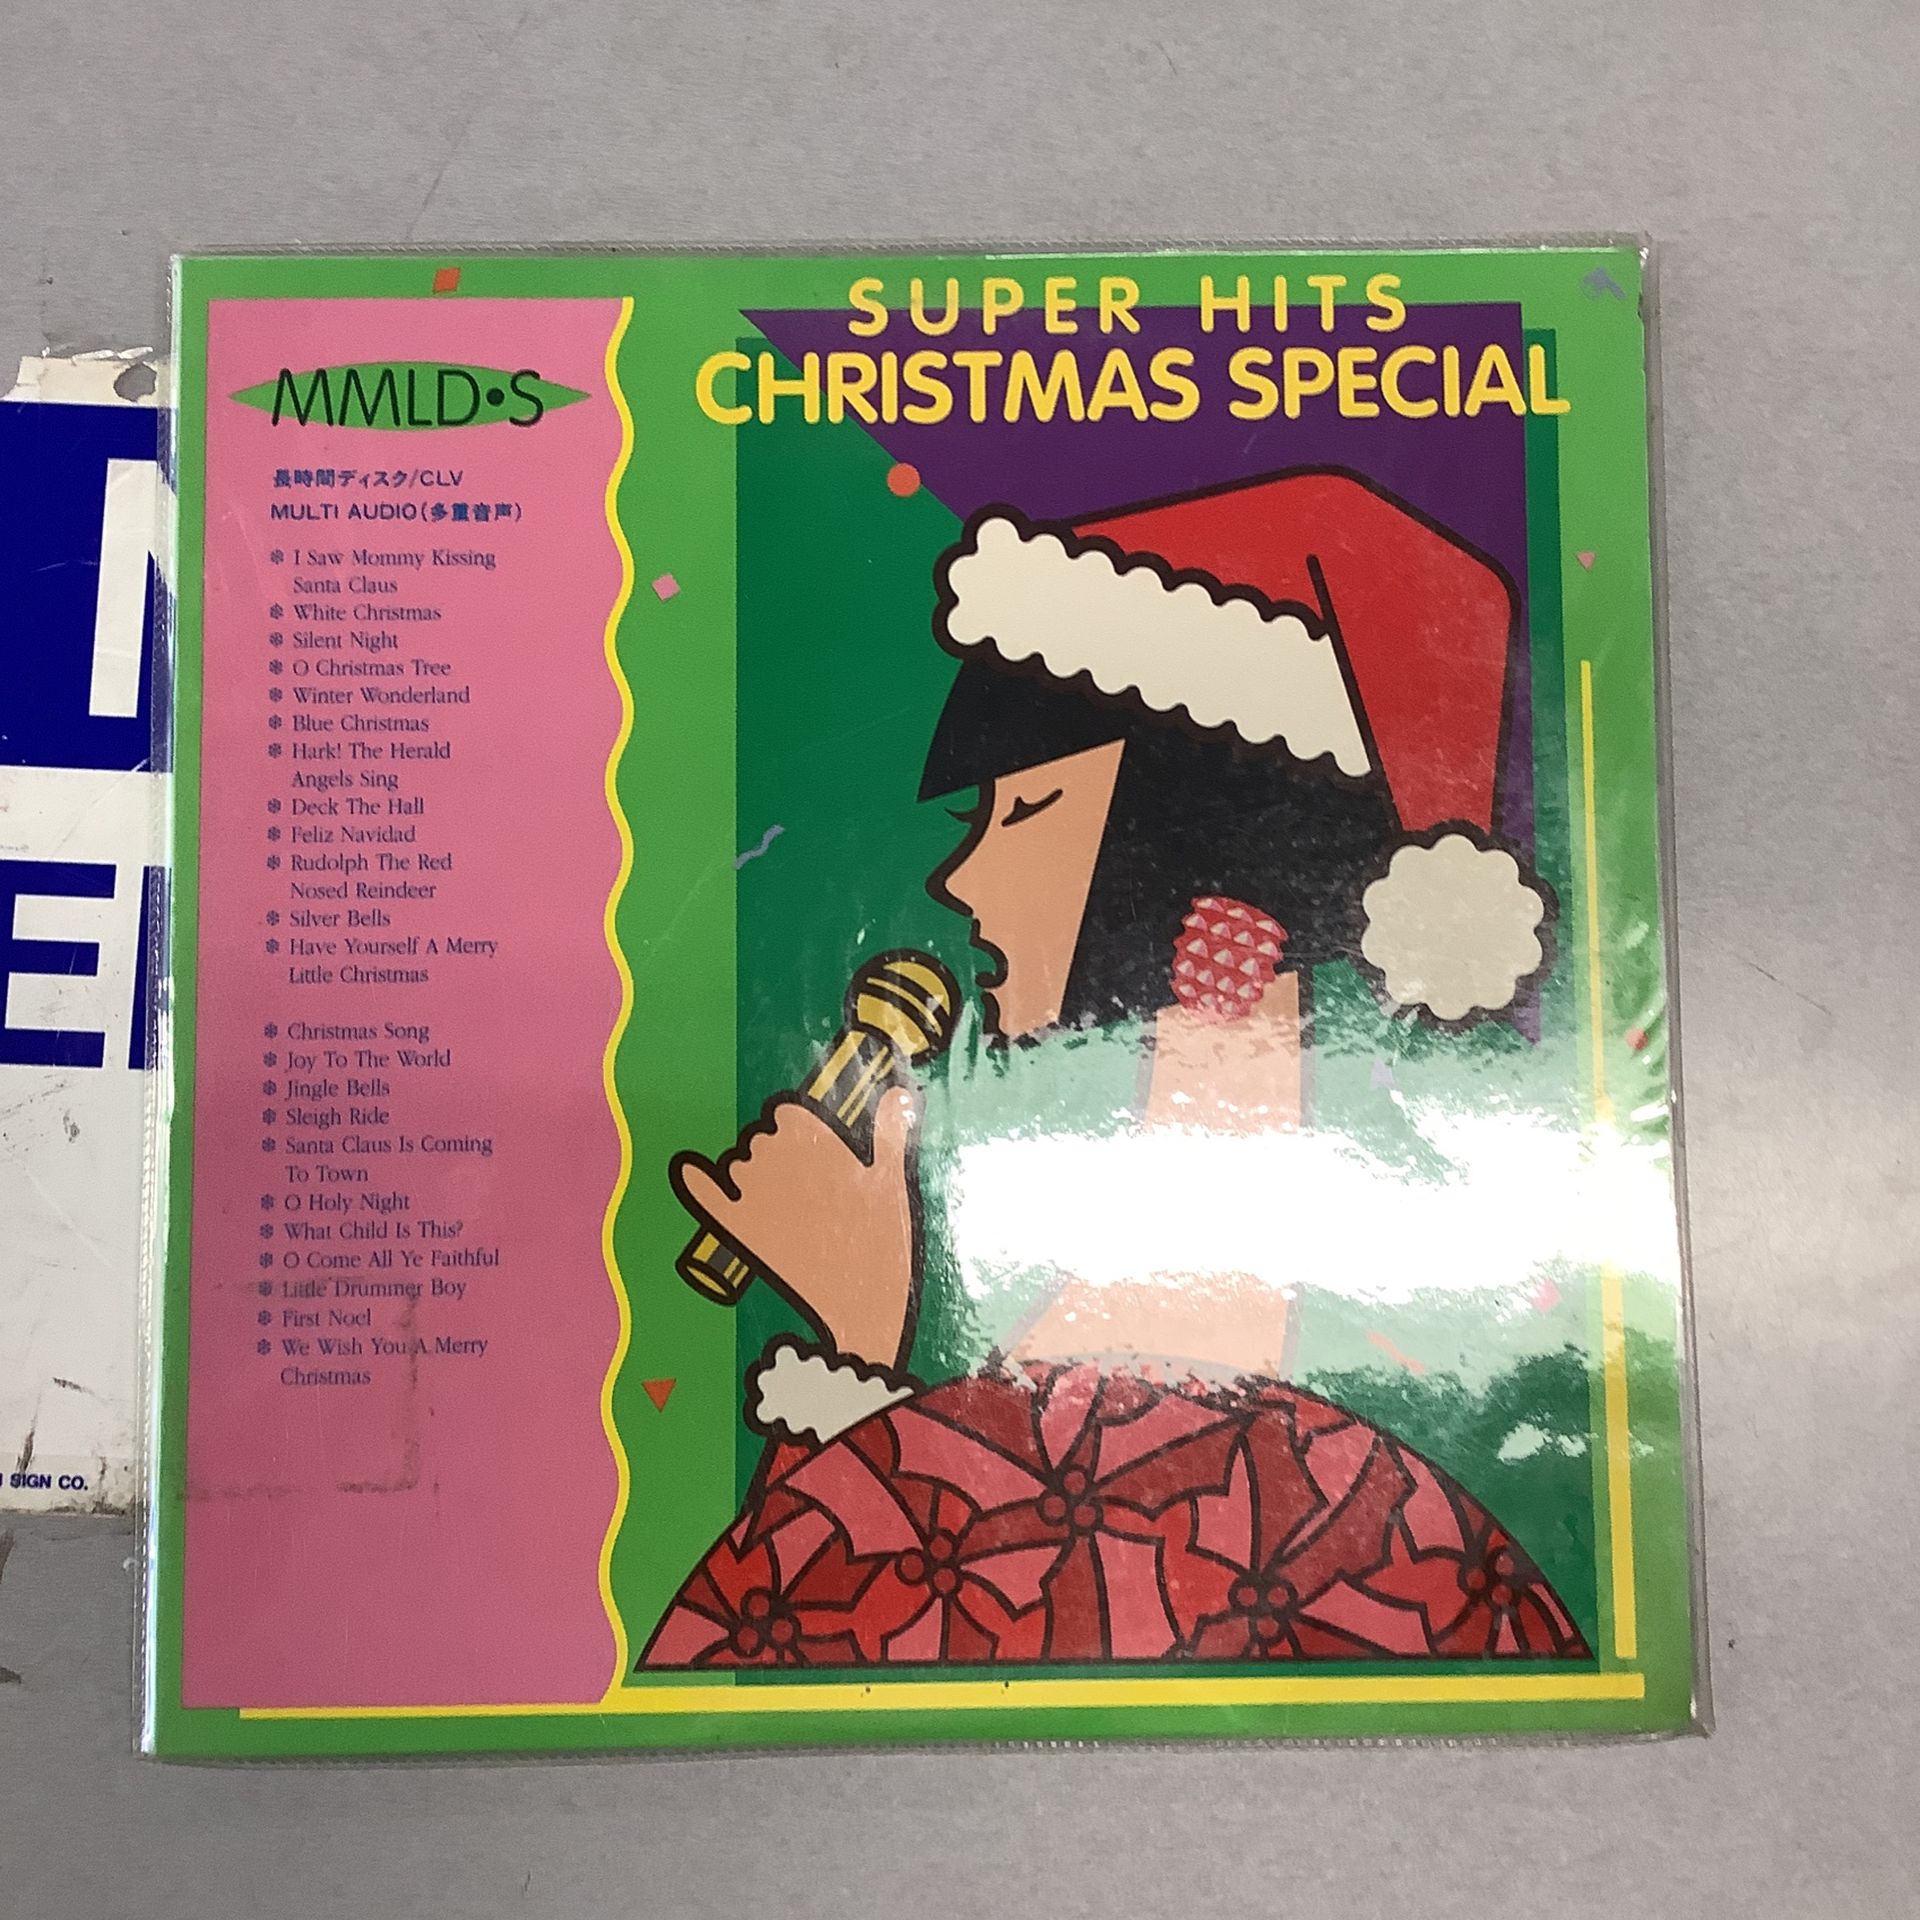 SUPER HITS
CHRISTMAS SPECIAL
MMLD•S
長時間ディスク/CLV
MULTI AUDIO(多重音声)
I Saw Mommy Kissing
Santa Claus
White Christmas
Silent Night
O Christmas Tree
Winter Wonderland
Blue Christmas
Hark! The Herald
Angels Sing
Deck The Hall
Feliz Navidad
Rudolph The Red
Nosed Reindeer
Silver Bells
Have Yourself A Merry
Little Christmas
Christmas Song
Joy To The World
Jingle Bells
Sleigh Ride
Santa Claus Is Coming
To Town
O Holy Night
What Child Is This?
O Come All Ye Faithful
Little Drummer Boy
First Noel
We Wish You A Merry
Christmas
SIGN CO.